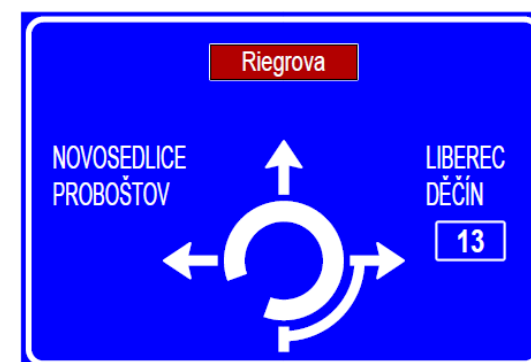 Riegrova
NOVOSEDLICE
PROBOŠTOV
LIBEREC
DĚČÍN
13